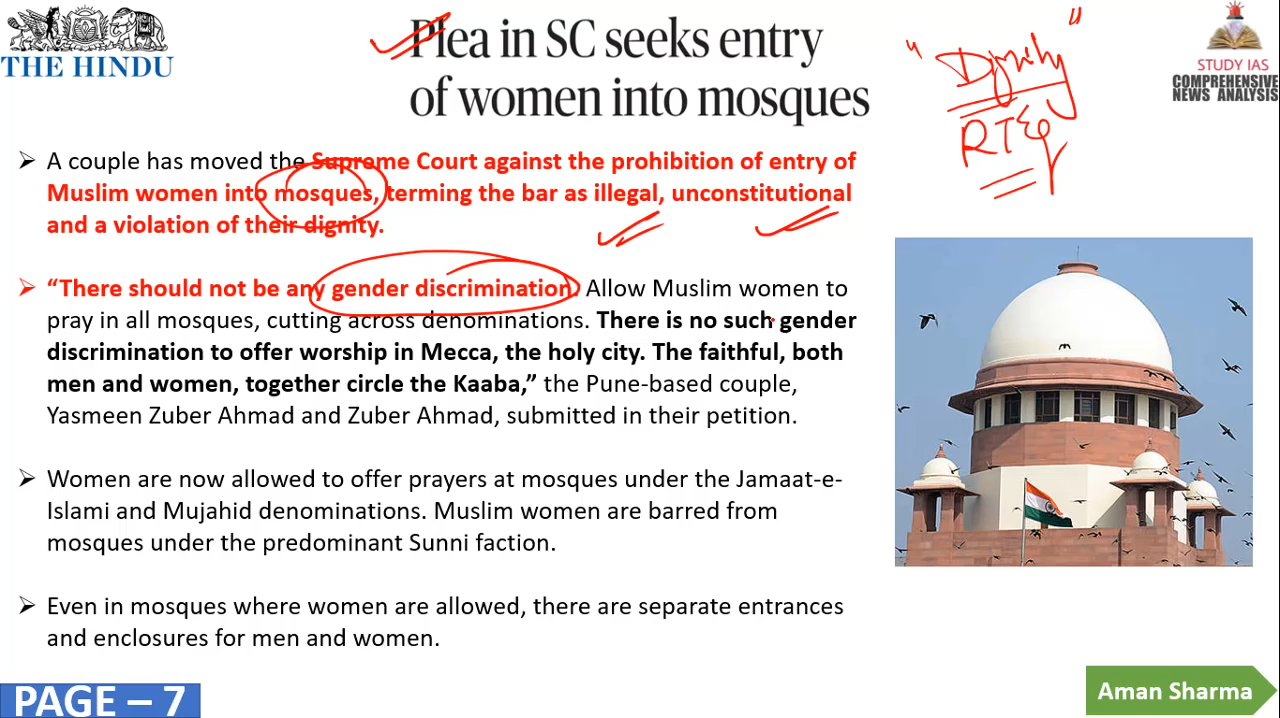 THE HINDU
Plea in SC seeks entry
of women into mosques
"Dignity"
RTEq
STUDY IAS
COMPREHENSIVE
NEWS ANALYSIS
➤ A couple has moved the Supreme Court against the prohibition of entry of
Muslim women into mosques, terming the bar as illegal, unconstitutional
and a violation of their dignity.
➤ “There should not be any gender discrimination. Allow Muslim women to
pray in all mosques, cutting across denominations. There is no such gender
discrimination to offer worship in Mecca, the holy city. The faithful, both
men and women, together circle the Kaaba,” the Pune-based couple,
Yasmeen Zuber Ahmad and Zuber Ahmad, submitted in their petition.
➤ Women are now allowed to offer prayers at mosques under the Jamaat-e-
Islami and Mujahid denominations. Muslim women are barred from
mosques under the predominant Sunni faction.
➤ Even in mosques where women are allowed, there are separate entrances
and enclosures for men and women.
PAGE – 7
Aman Sharma